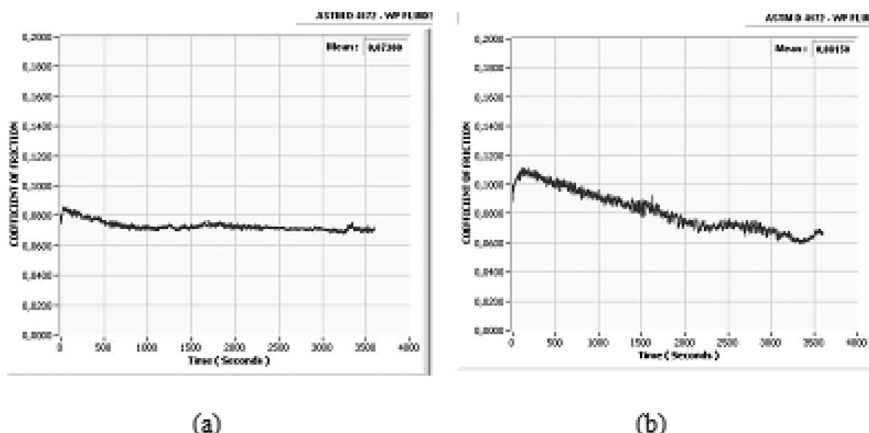 ASTM D 4172 - WP
Mean :
0,2000
0,1800
0,1600
0,1400
0,1200
0,1000
0,0800
0,0600
0,0400
0,0200
0,0000
COEFFICIENT OF FRICTION
0 500 1000 1500 2000 2500 3000 3500 4000
Time ( Seconds )
(a)
ASTM D 4172 - WP
Mean :
0,2000
0,1800
0,1600
0,1400
0,1200
0,1000
0,0800
0,0600
0,0400
0,0200
0,0000
COEFFICIENT OF FRICTION
0 500 1000 1500 2000 2500 3000 3500 4000
Time ( Seconds )
(b)